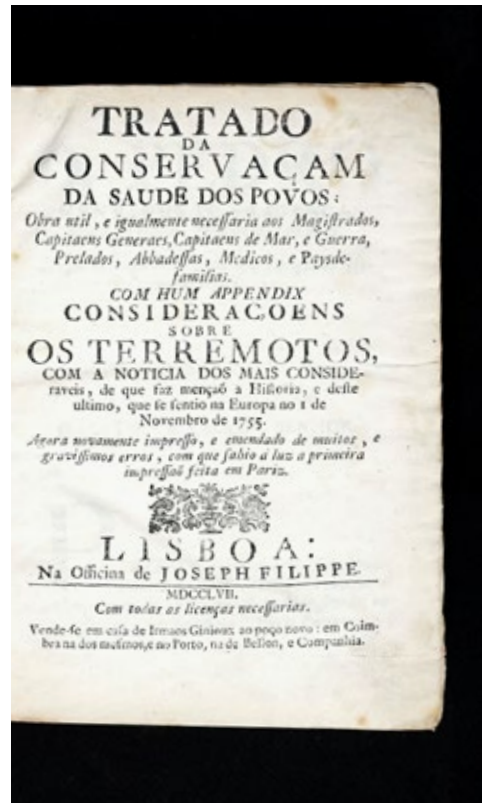 TRATADO
DA
CONSERVAÇAM
DA SAUDE DOS POVOS:
Obra util, e igualmente necessaria aos Magistrados,
Capitaens Generaes, Capitaens de Mar, e Guerra,
Prelados, Abbadessas, Medicos, e Paysde-
familias.
COM HUM APPENDIX
CONSIDERAÇOENS
SOBRE
OS TERREMOTOS,
COM A NOTICIA DOS MAIS CONSIDE-
raveis, de que faz mençaõ a Historia, e deste
ultimo, que se sentio na Europa no 1 de
Novembro de 1755.
Agora novamente impresso, e emendado de muitos, e
gravissimos erros, com que sahio á luz a primeira
impressaõ feita em Pariz.
LISBOA:
Na Officina de JOSEPH FILIPPE.
MDCCLVII.
Com todas as licenças necessarias.
Vende-se em casa de Irmaos Ginioux ao poço novo: em Coim-
bra na dos mesmos, e no Porto, na de Besson, e Companhia.